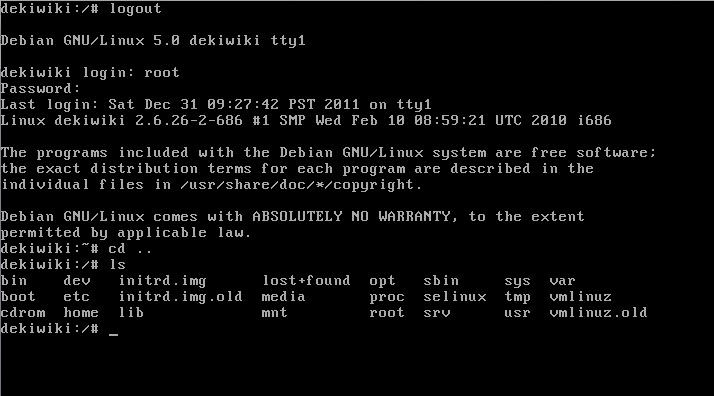 dekiwiki:/# logout
Debian GNU/Linux 5.0 dekiwiki tty1
dekiwiki login: root
Password:
Last login: Sat Dec 31 09:27:42 PST 2011 on tty1
Linux dekiwiki 2.6.26-2-686 #1 SMP Wed Feb 10 08:59:21 UTC 2010 i686
The programs included with the Debian GNU/Linux system are free software;
the exact distribution terms for each program are described in the
individual files in /usr/share/doc/*/copyright.
Debian GNU/Linux comes with ABSOLUTELY NO WARRANTY, to the extent
permitted by applicable law.
dekiwiki:~# cd ..
dekiwiki:/# ls
bin    dev   initrd.img      lost+found  opt   sbin     sys  var
boot   etc   initrd.img.old  media       proc  selinux  tmp  vmlinuz
cdrom  home  lib             mnt         root  srv      usr  vmlinuz.old
dekiwiki:/# _